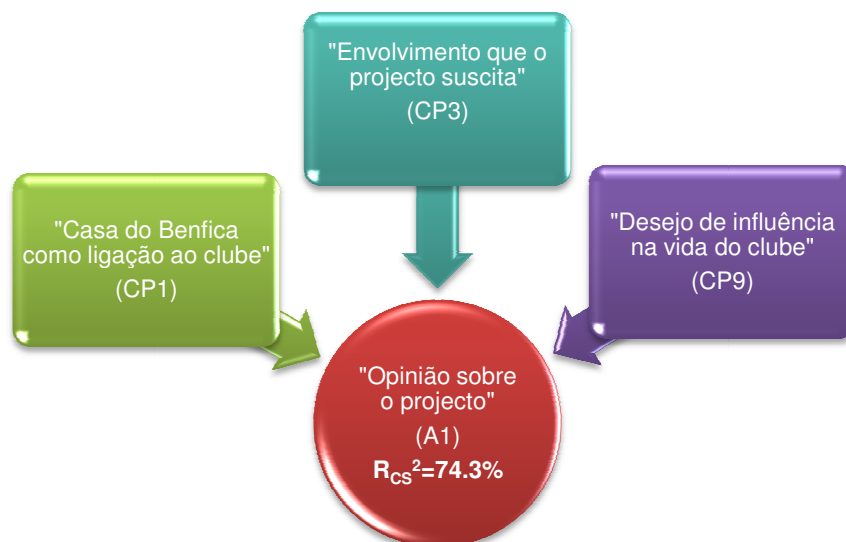 "Envolvimento que o
projecto suscita"
(CP3)
"Casa do Benfica
como ligação ao clube"
(CP1)
"Desejo de influência
na vida do clube"
(CP9)
"Opinião sobre
o projecto"
(A1)
R_CS²=74.3%